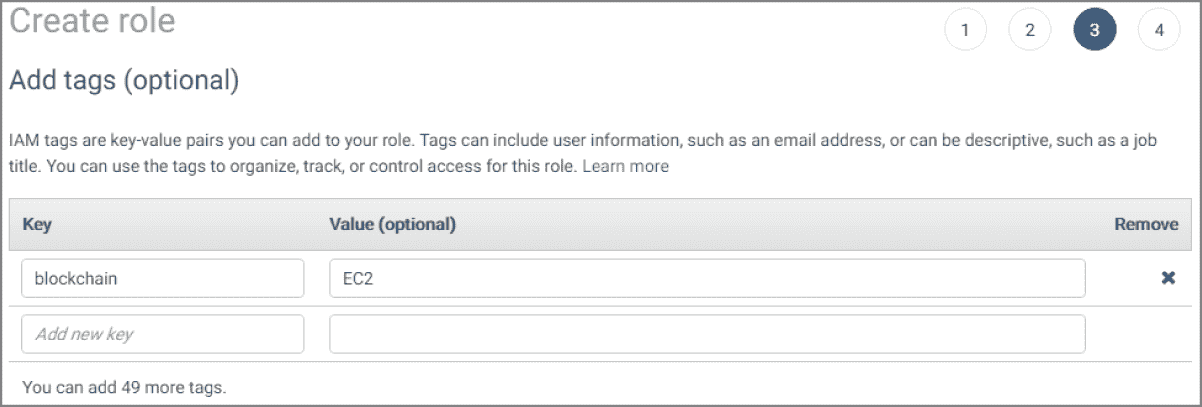 Create role
1 2 3 4
Add tags (optional)
IAM tags are key-value pairs you can add to your role. Tags can include user information, such as an email address, or can be descriptive, such as a job
title. You can use the tags to organize, track, or control access for this role. Learn more
Key Value (optional) Remove
blockchain EC2
Add new key
You can add 49 more tags.